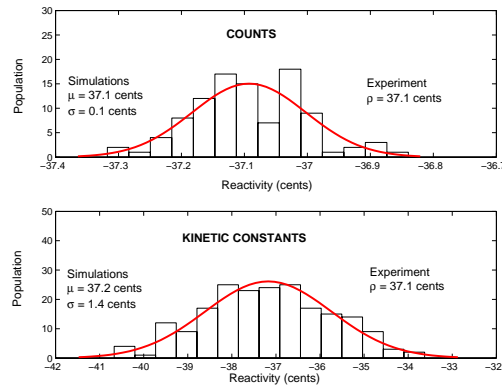 COUNTS
Simulations
μ = 37.1 cents
σ = 0.1 cents
Experiment
ρ = 37.1 cents
Population
30
25
20
15
10
5
0
−37.4 −37.3 −37.2 −37.1 −37 −36.9 −36.8 −36.7
Reactivity (cents)
KINETIC CONSTANTS
Simulations
μ = 37.2 cents
σ = 1.4 cents
Experiment
ρ = 37.1 cents
Population
50
40
30
20
10
0
−42 −41 −40 −39 −38 −37 −36 −35 −34 −33 −32
Reactivity (cents)